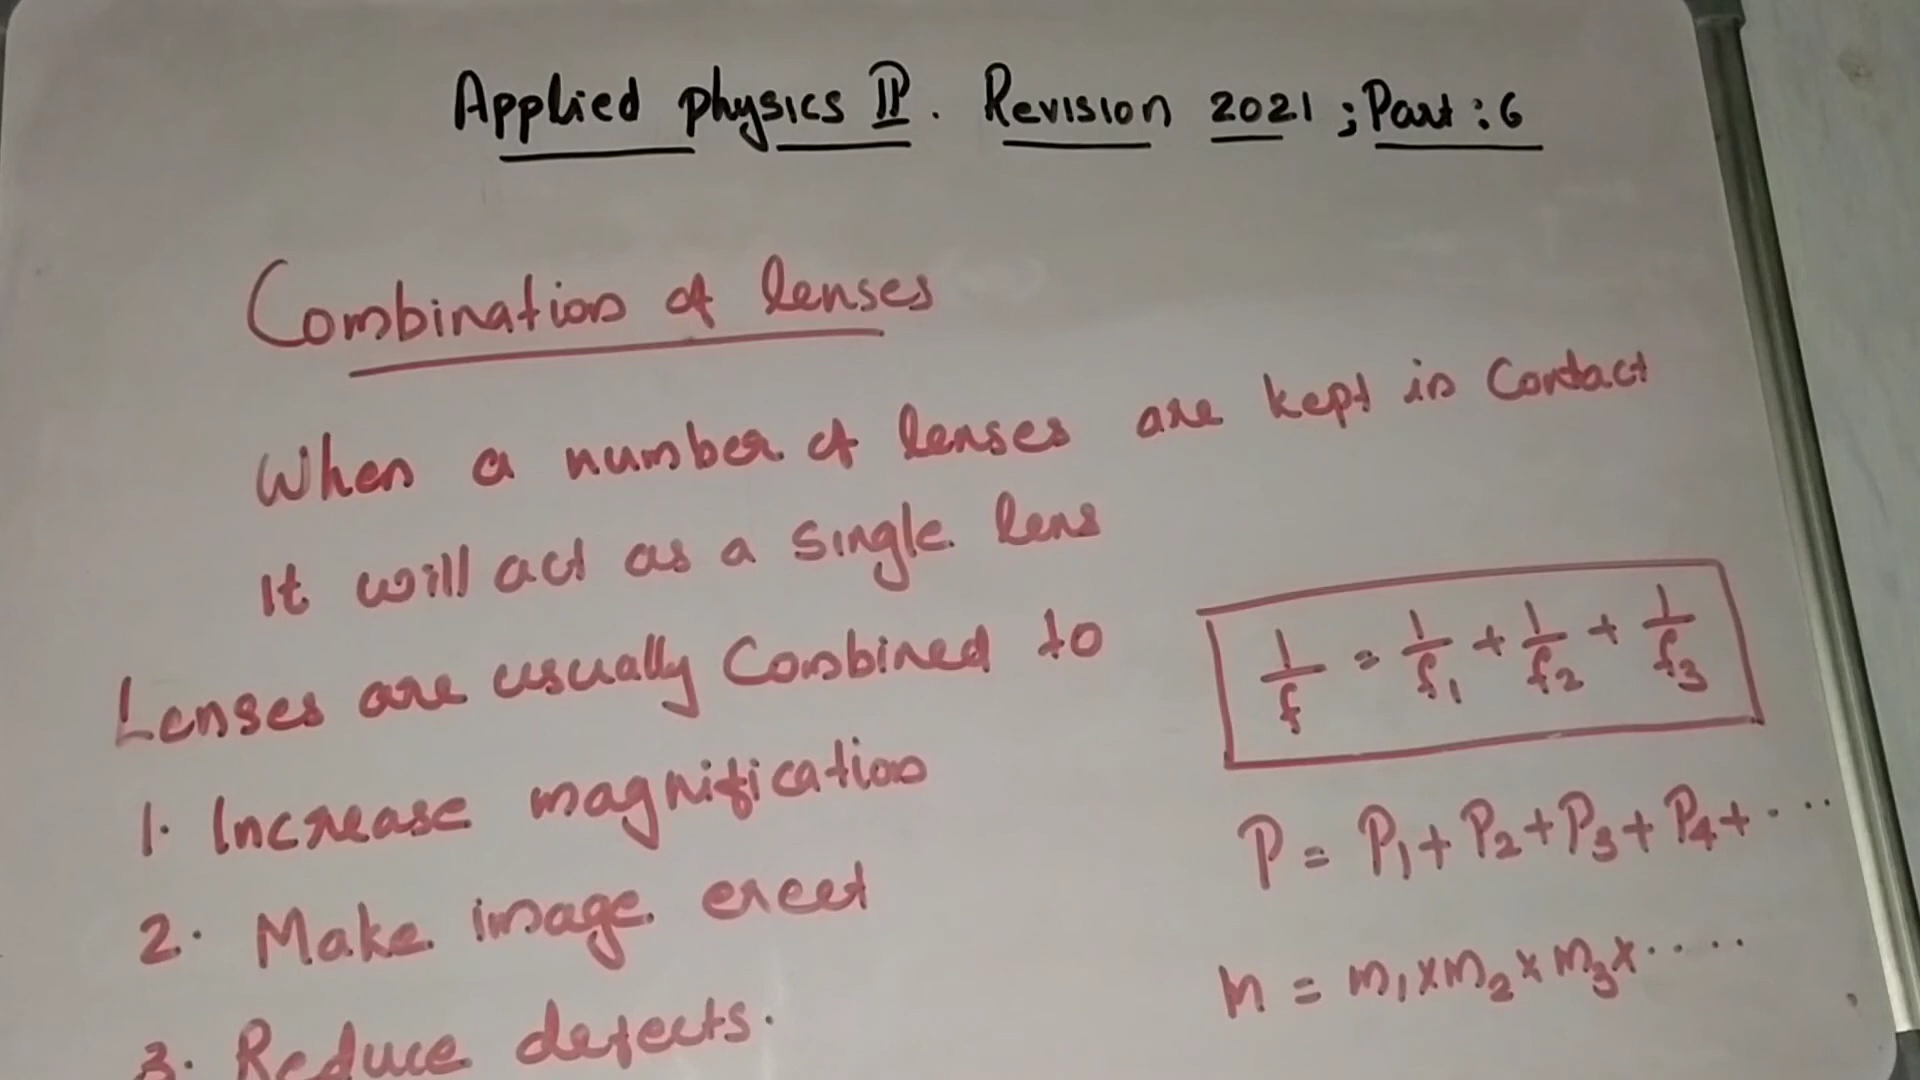 Applied physics II. Revision 2021 ; Part : 6
Combination of lenses
When a number of lenses are kept in Contact
It will act as a single lens
Lenses are usually Combined to
1. Increase magnification
2. Make image erect
3. Reduce defects.
1/f = 1/f₁ + 1/f₂ + 1/f₃
P = P₁ + P₂ + P₃ + P₄ + ....
m = m₁ x m₂ x m₃ x .....